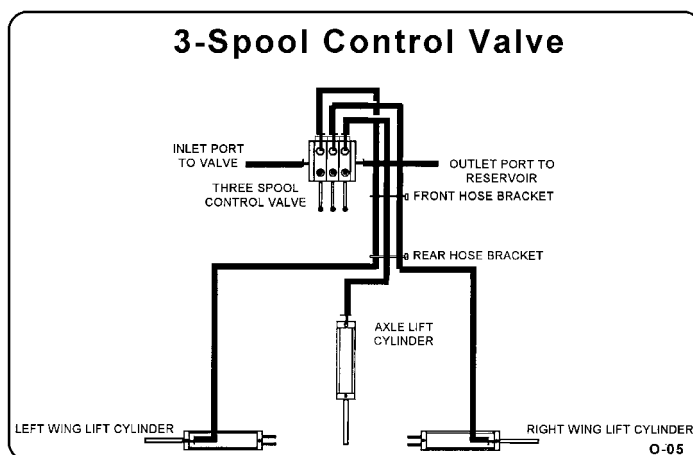 3-Spool Control Valve
INLET PORT
TO VALVE
OUTLET PORT TO
RESERVOIR
THREE SPOOL
CONTROL VALVE
FRONT HOSE BRACKET
REAR HOSE BRACKET
AXLE LIFT
CYLINDER
LEFT WING LIFT CYLINDER
RIGHT WING LIFT CYLINDER
O-05